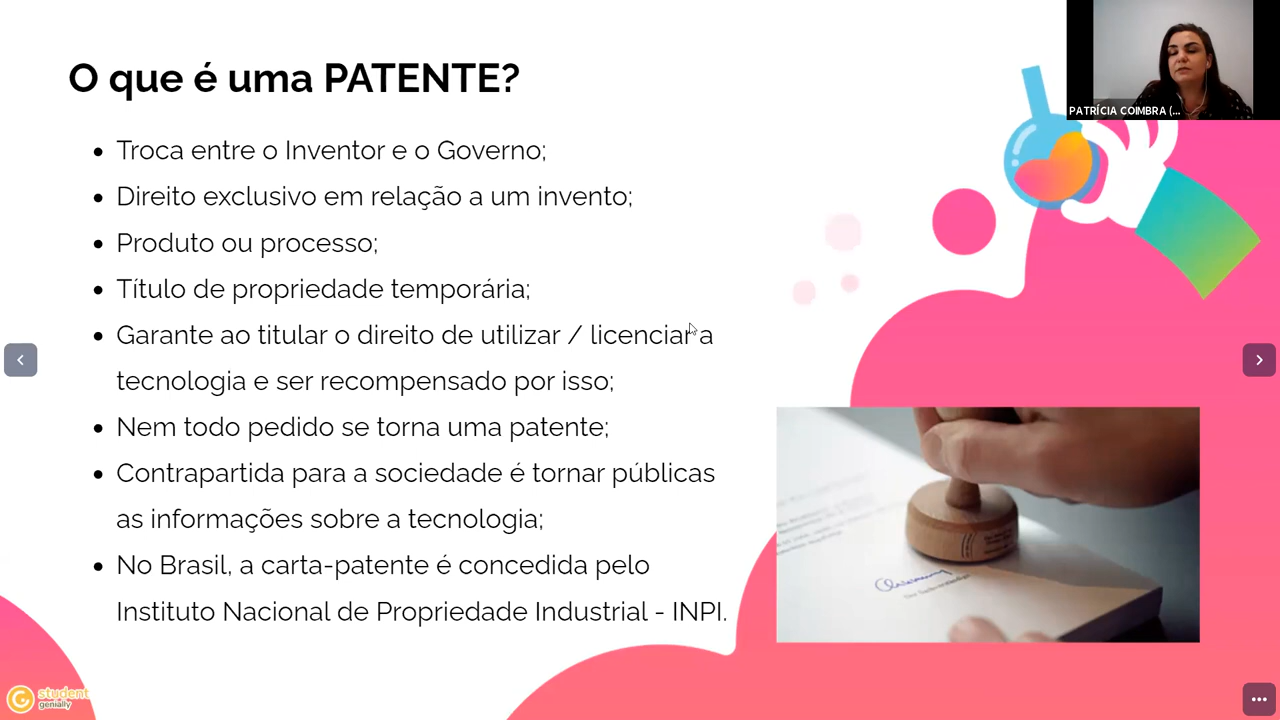 O que é uma PATENTE?
PATRÍCIA COIMBRA (...
• Troca entre o Inventor e o Governo;
• Direito exclusivo em relação a um invento;
• Produto ou processo;
• Título de propriedade temporária;
• Garante ao titular o direito de utilizar / licenciar a
tecnologia e ser recompensado por isso;
• Nem todo pedido se torna uma patente;
• Contrapartida para a sociedade é tornar públicas
as informações sobre a tecnologia;
• No Brasil, a carta-patente é concedida pelo
Instituto Nacional de Propriedade Industrial - INPI.
student
genially